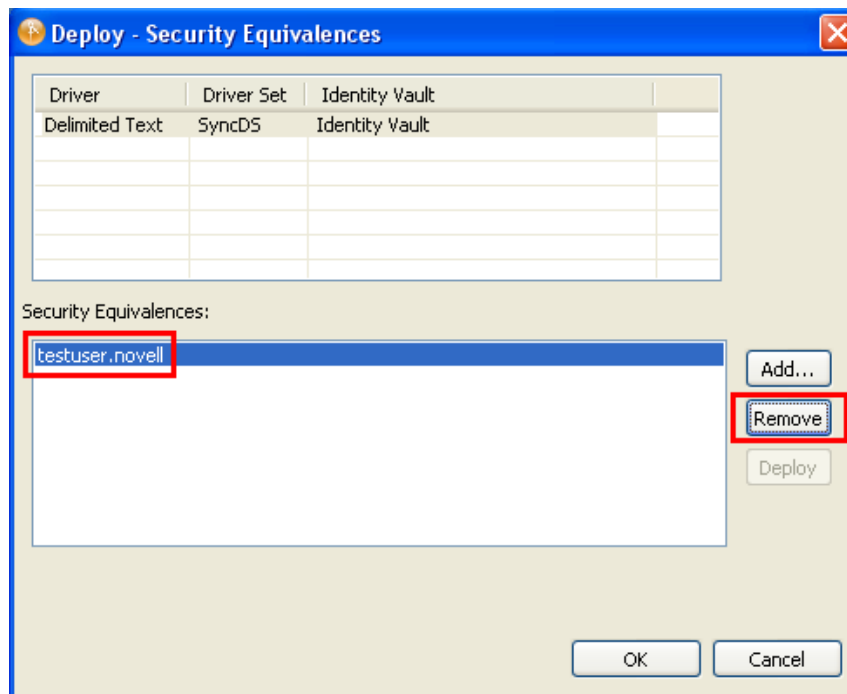 Deploy - Security Equivalences
Driver Driver Set Identity Vault
Delimited Text SyncDS Identity Vault
Security Equivalences:
testuser.novell
Add...
Remove
Deploy
OK Cancel